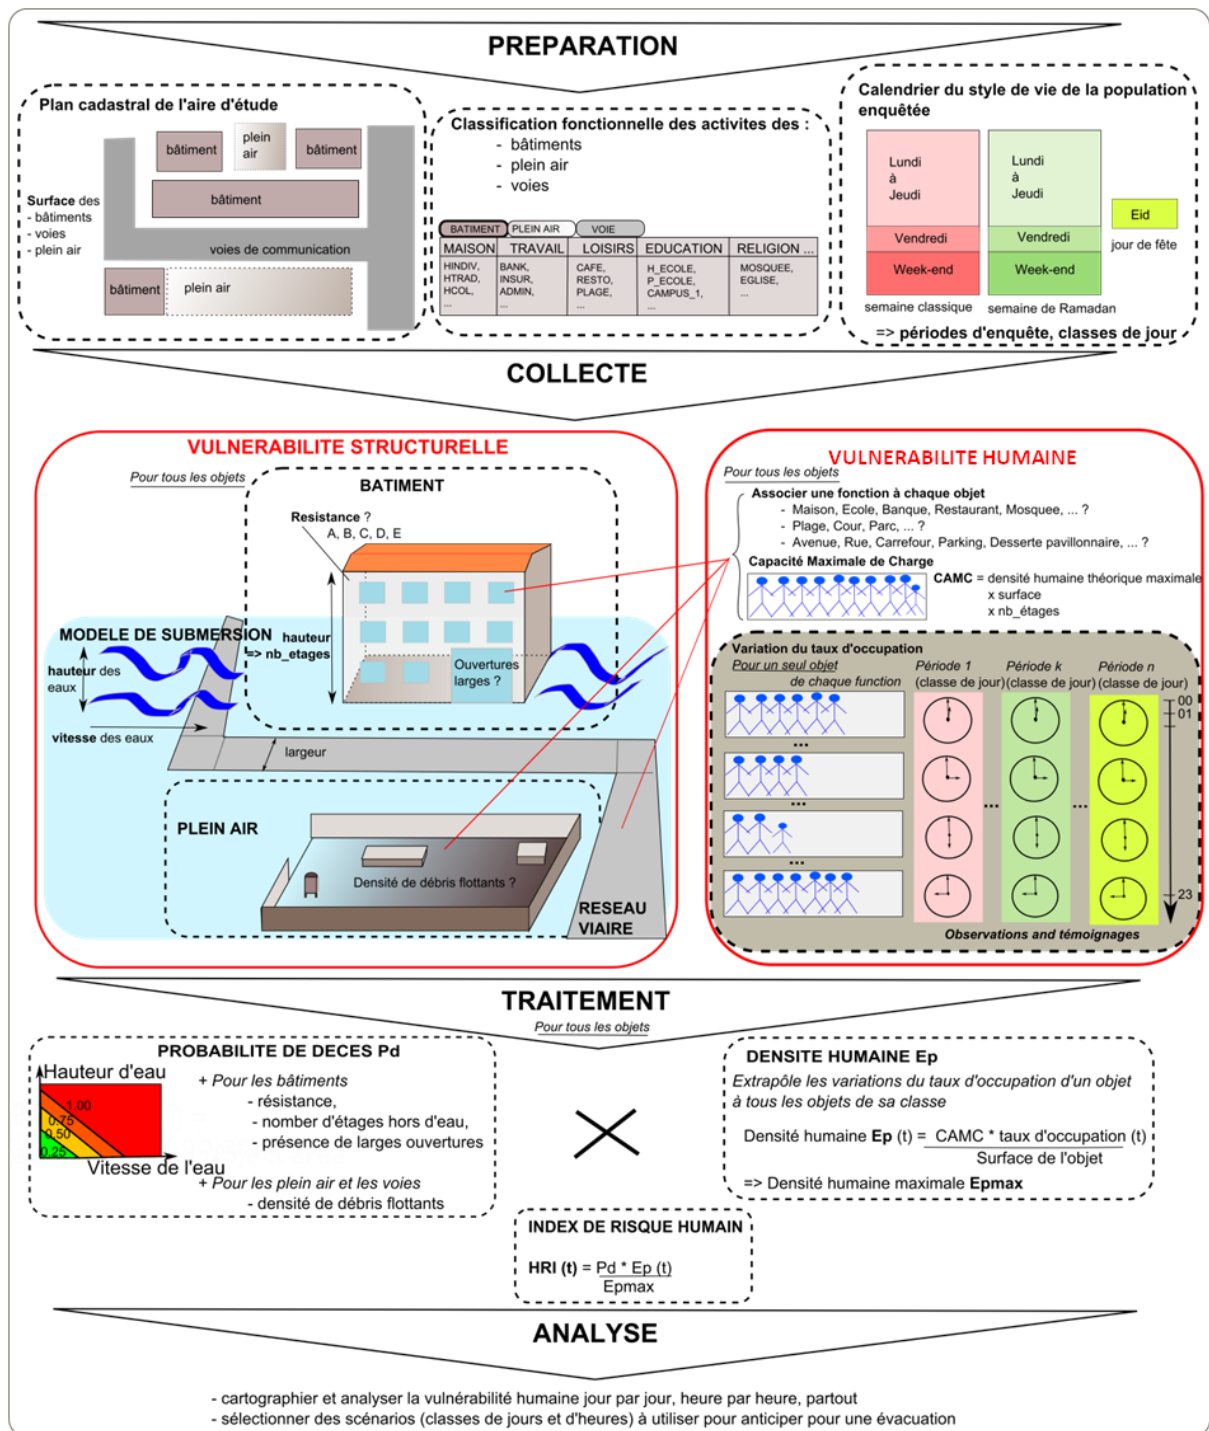 PREPARATION
Plan cadastral de l'aire d'étude
bâtiment
plein
air
bâtiment
bâtiment
Surface des
- bâtiments
- voies
- plein air
voies de communication
bâtiment
plein air
Classification fonctionnelle des activites des :
- bâtiments
- plein air
- voies
BATIMENT
PLEIN AIR
VOIE
MAISON
TRAVAIL
LOISIRS
EDUCATION
RELIGION ...
HINDIV,
HTRAD,
HCOL,
...
BANK,
INSUR,
ADMIN,
...
CAFE,
RESTO,
PLAGE,
...
H_ECOLE,
P_ECOLE,
CAMPUS_1,
...
MOSQUEE,
EGLISE,
...
Calendrier du style de vie de la population
enquêtée
Lundi
à
Jeudi
Vendredi
Week-end
semaine classique
Lundi
à
Jeudi
Vendredi
Week-end
semaine de Ramadan
Eid
jour de fête
=> périodes d'enquête, classes de jour
COLLECTE
VULNERABILITE STRUCTURELLE
Pour tous les objets
BATIMENT
Resistance ?
A, B, C, D, E
hauteur
=> nb_etages
Ouvertures
larges ?
MODELE DE SUBMERSION
hauteur des
eaux
vitesse des eaux
largeur
PLEIN AIR
Densité de débris flottants ?
RESEAU
VIAIRE
VULNERABILITE HUMAINE
Pour tous les objets
Associer une fonction à chaque objet
- Maison, Ecole, Banque, Restaurant, Mosquee, ... ?
- Plage, Cour, Parc, ... ?
- Avenue, Rue, Carrefour, Parking, Desserte pavillonnaire, ... ?
Capacité Maximale de Charge
CAMC = densité humaine théorique maximale
x surface
x nb_étages
Variation du taux d'occupation
Pour un seul objet
de chaque function
Période 1
(classe de jour)
Période k
(classe de jour)
Période n
(classe de jour)
00
01
...
...
...
...
...
23
Observations and témoignages
TRAITEMENT
Pour tous les objets
PROBABILITE DE DECES Pd
Hauteur d'eau
1.00
0.75
0.50
0.25
Vitesse de l'eau
+ Pour les bâtiments
- résistance,
- nomber d'étages hors d'eau,
- présence de larges ouvertures
+ Pour les plein air et les voies
- densité de débris flottants
DENSITE HUMAINE Ep
Extrapôle les variations du taux d'occupation d'un objet
à tous les objets de sa classe
Densité humaine Ep (t) = CAMC * taux d'occupation (t)
Surface de l'objet
=> Densité humaine maximale Epmax
INDEX DE RISQUE HUMAIN
HRI (t) = Pd * Ep (t)
Epmax
ANALYSE
- cartographier et analyser la vulnérabilité humaine jour par jour, heure par heure, partout
- sélectionner des scénarios (classes de jours et d'heures) à utiliser pour anticiper pour une évacuation